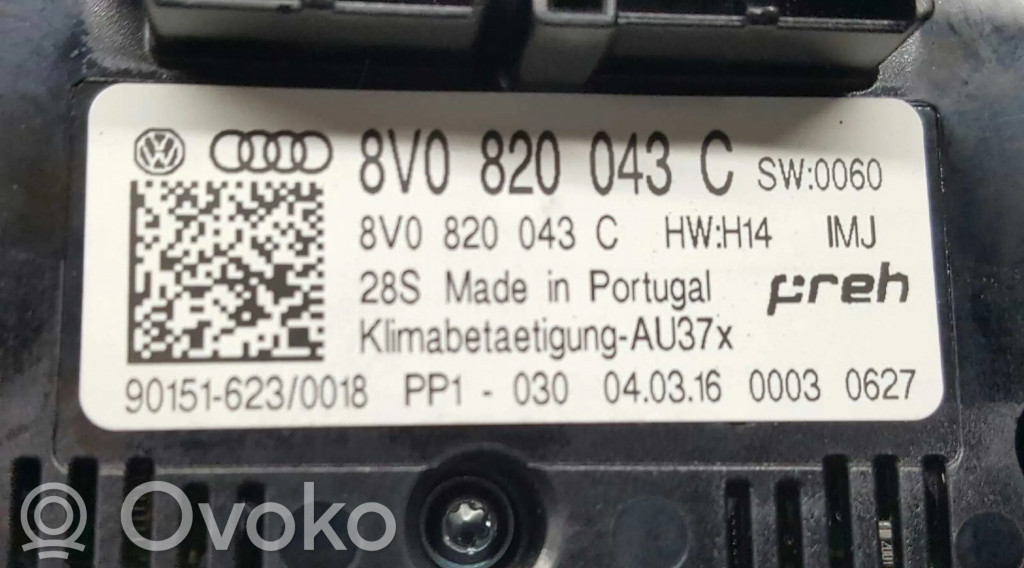 8V0 820 043 C SW:0060
8V0 820 043 C HW:H14 IMJ
28S Made in Portugal preh
Klimabetaetigung-AU37x
90151-623/0018 PP1 - 030 04.03.16 0003 0627
Ovoko